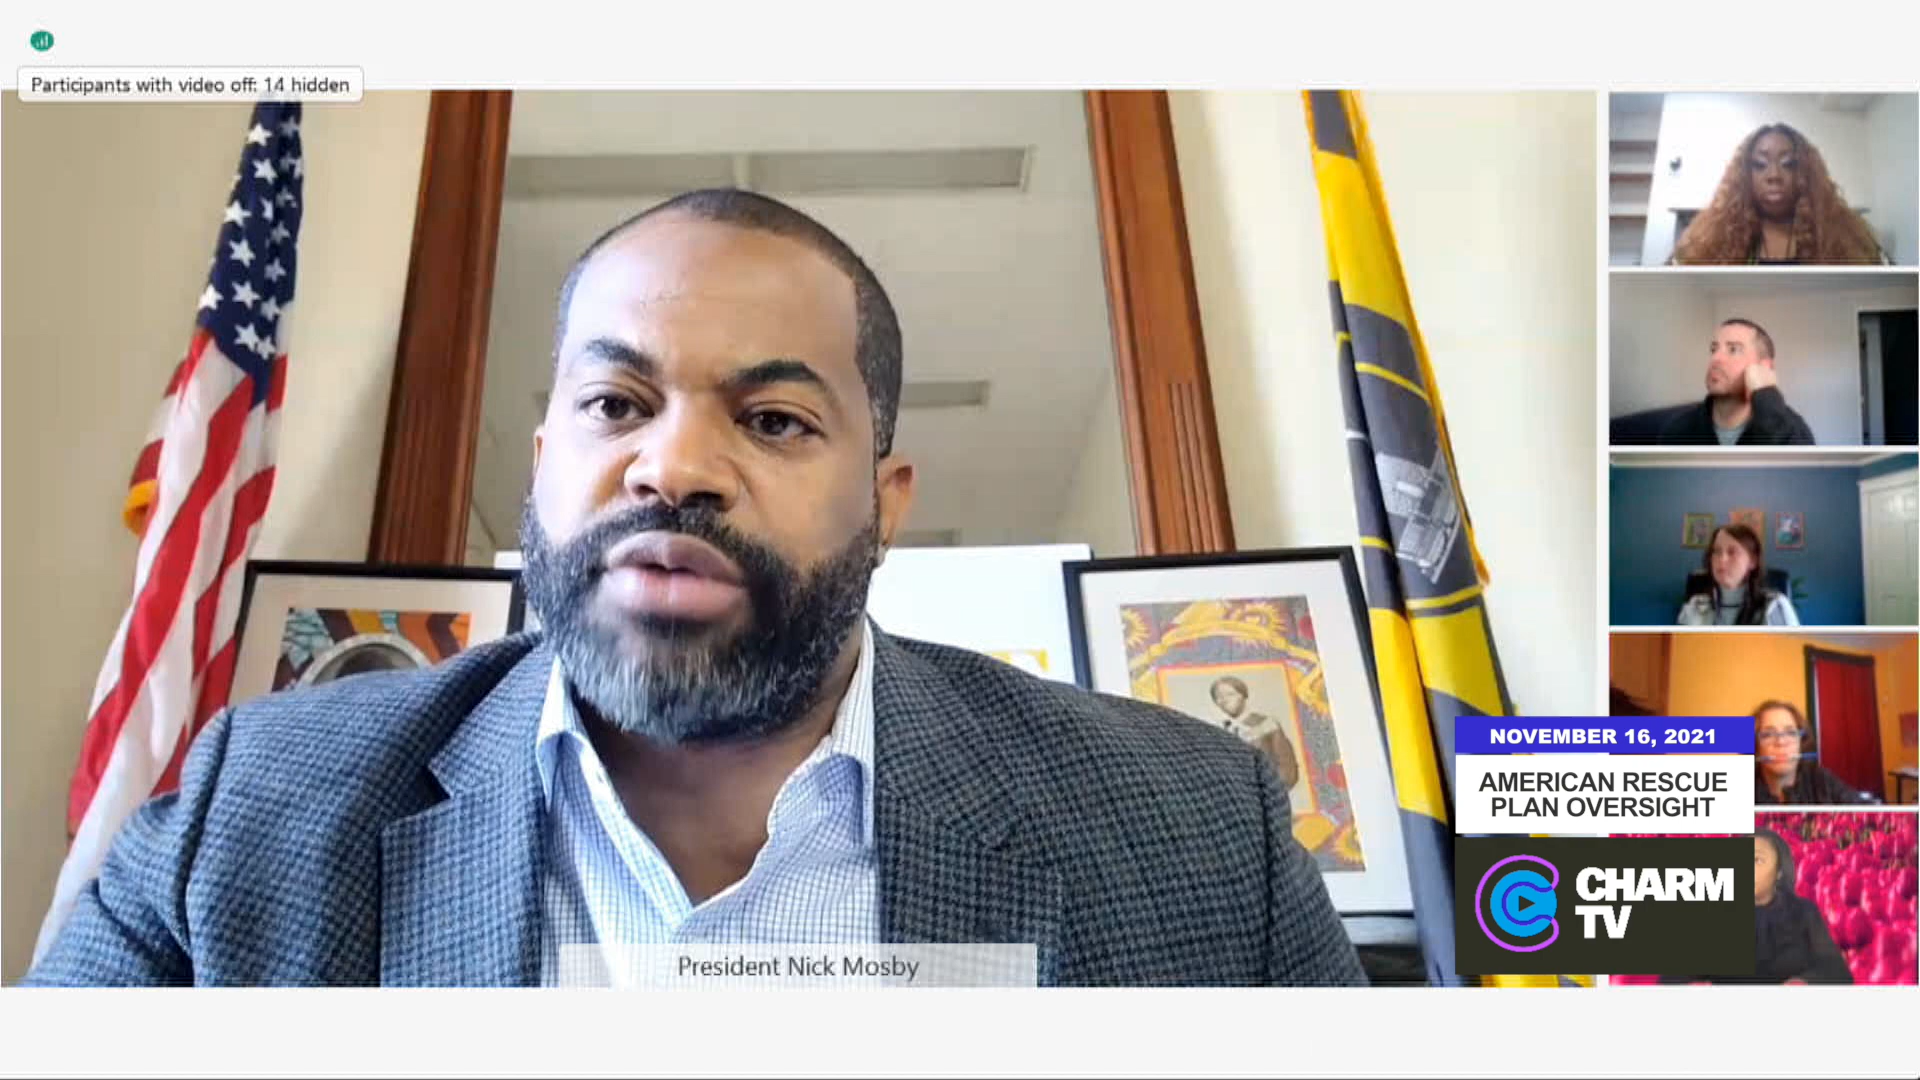 Participants with video off: 14 hidden
NOVEMBER 16, 2021
AMERICAN RESCUE
PLAN OVERSIGHT
CHARM
TV
President Nick Mosby